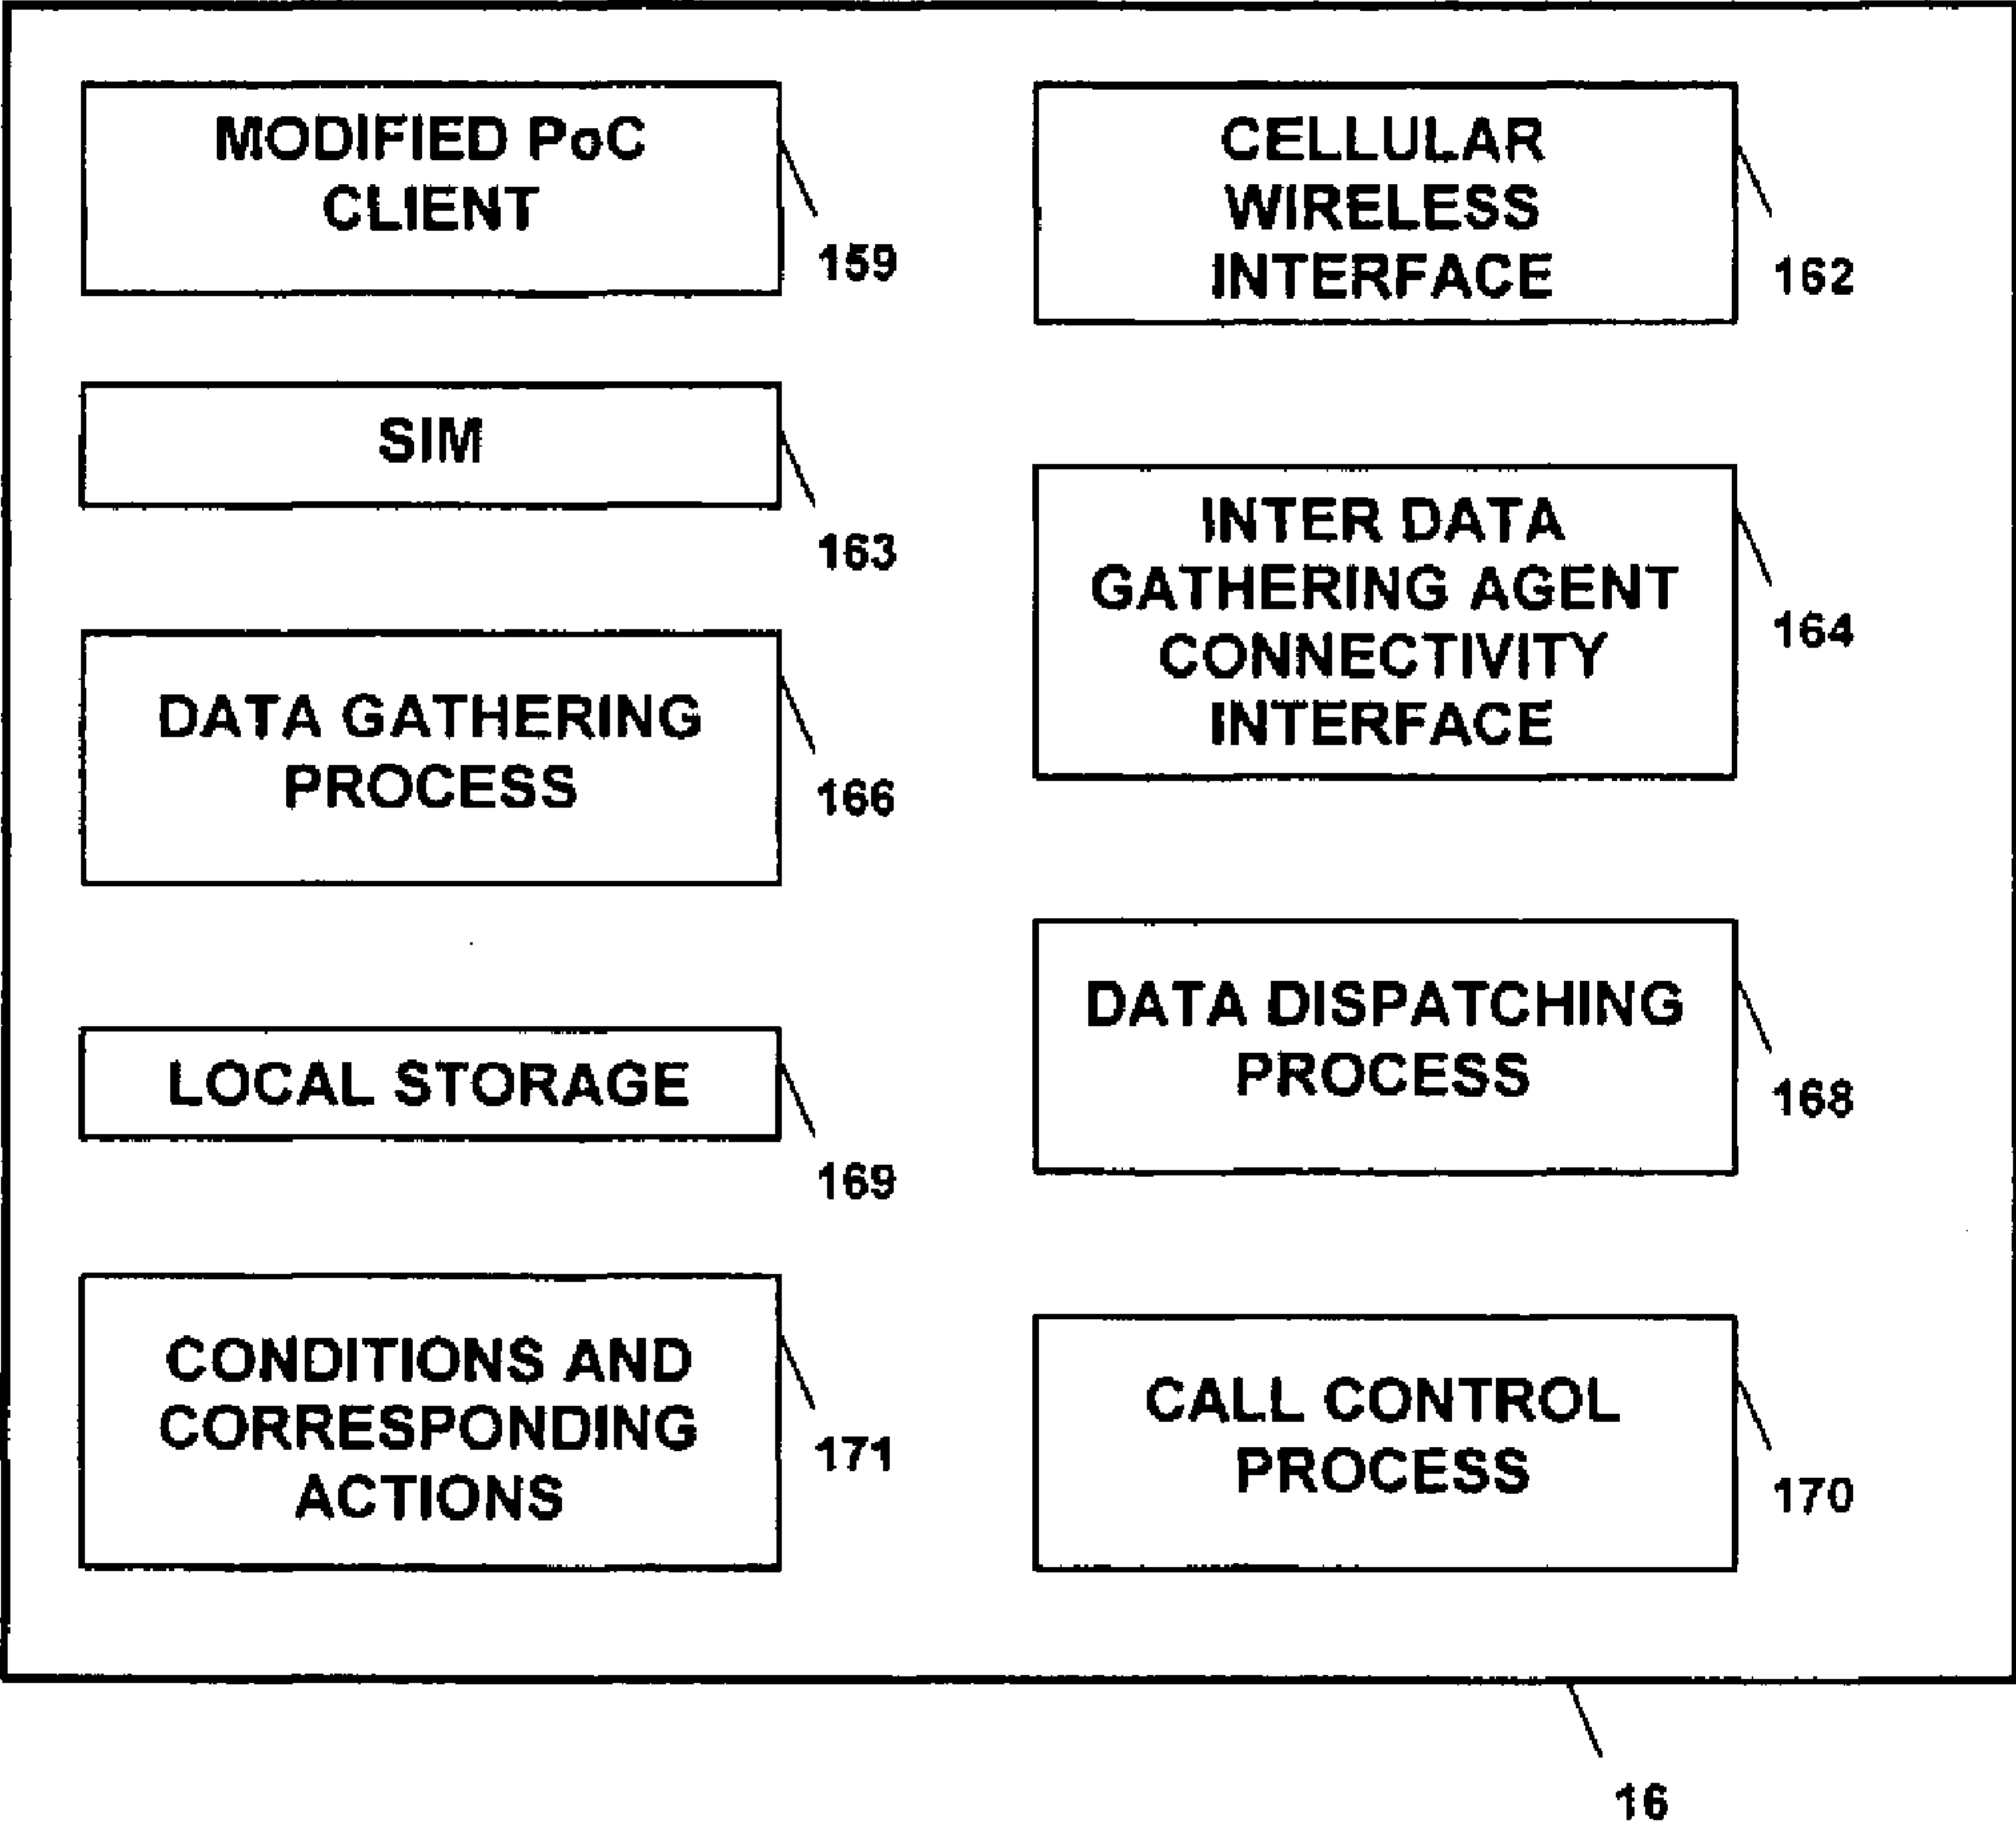 MODIFIED PoC
CLIENT
159
CELLULAR
WIRELESS
INTERFACE
162
SIM
163
INTER DATA
GATHERING AGENT
CONNECTIVITY
INTERFACE
164
DATA GATHERING
PROCESS
166
DATA DISPATCHING
PROCESS
168
LOCAL STORAGE
169
CONDITIONS AND
CORRESPONDING
ACTIONS
171
CALL CONTROL
PROCESS
170
16